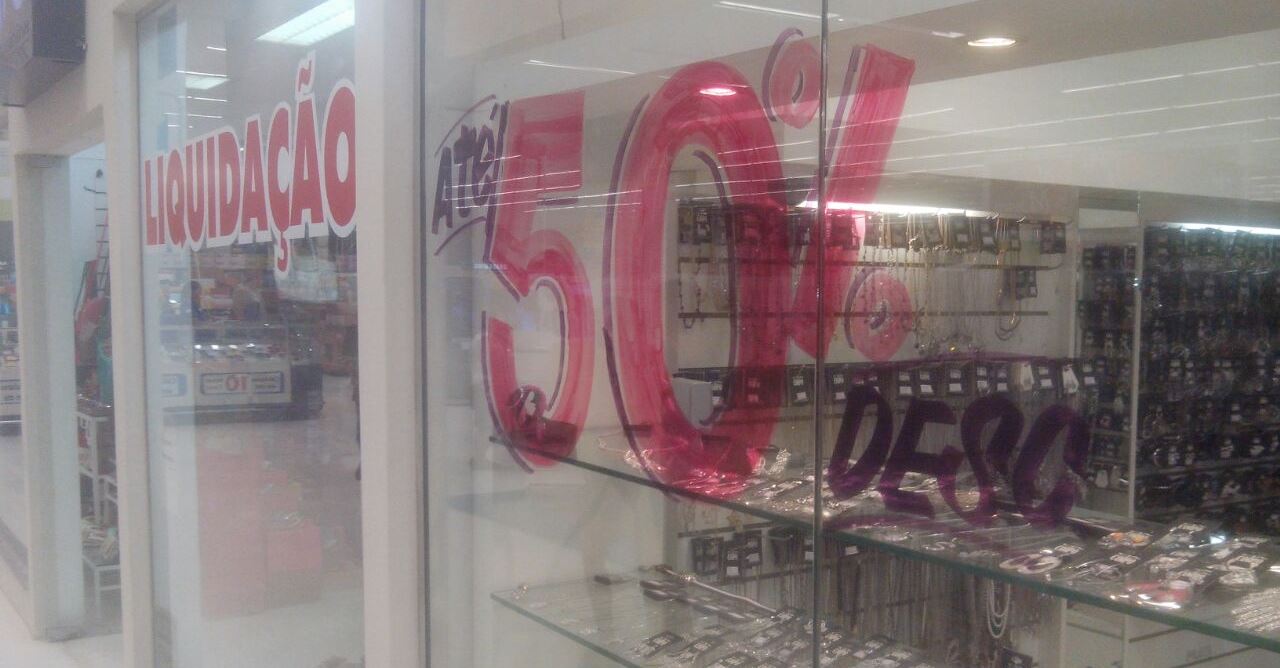 LIQUIDAÇÃO
ATÉ
50%
DESC